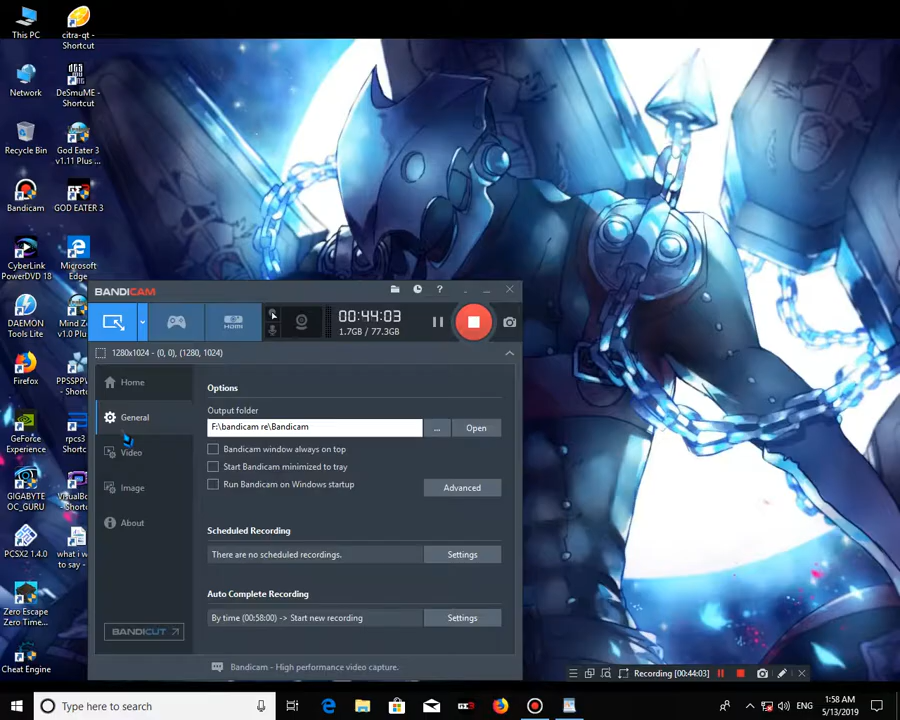 This PC
citra-qt -
Shortcut
Network
DeSmuME -
Shortcut
Recycle Bin
God Eater 3
v1.11 Plus ...
Bandicam
GOD EATER 3
CyberLink
PowerDVD 18
Microsoft
Edge
DAEMON
Tools Lite
Mind Z
v1.0 Plu
Firefox
PPSSPP
Shortc
GeForce
Experience
rpcs3
Shortc
GIGABYTE
OC_GURU
VisualBo
- Shortc
PCSX2 1.4.0
what i w
to say -
Zero Escape
Zero Time...
Cheat Engine
BANDICAM
HDMI
00:44:03
1.7GB / 77.3GB
1280x1024 - (0, 0), (1280, 1024)
Home
General
Video
Image
About
BANDICUT
Options
Output folder
F:\bandicam re\Bandicam
...
Open
Bandicam window always on top
Start Bandicam minimized to tray
Run Bandicam on Windows startup
Advanced
Scheduled Recording
There are no scheduled recordings.
Settings
Auto Complete Recording
By time (00:58:00) -> Start new recording
Settings
Bandicam - High performance video capture.
Recording [00:44:03]
Type here to search
ENG
1:58 AM
5/13/2019